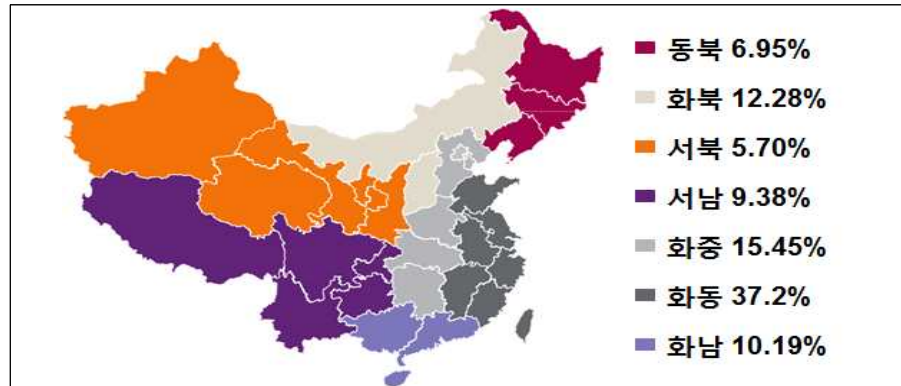 동북 6.95%
화북 12.28%
서북 5.70%
서남 9.38%
화중 15.45%
화동 37.2%
화남 10.19%